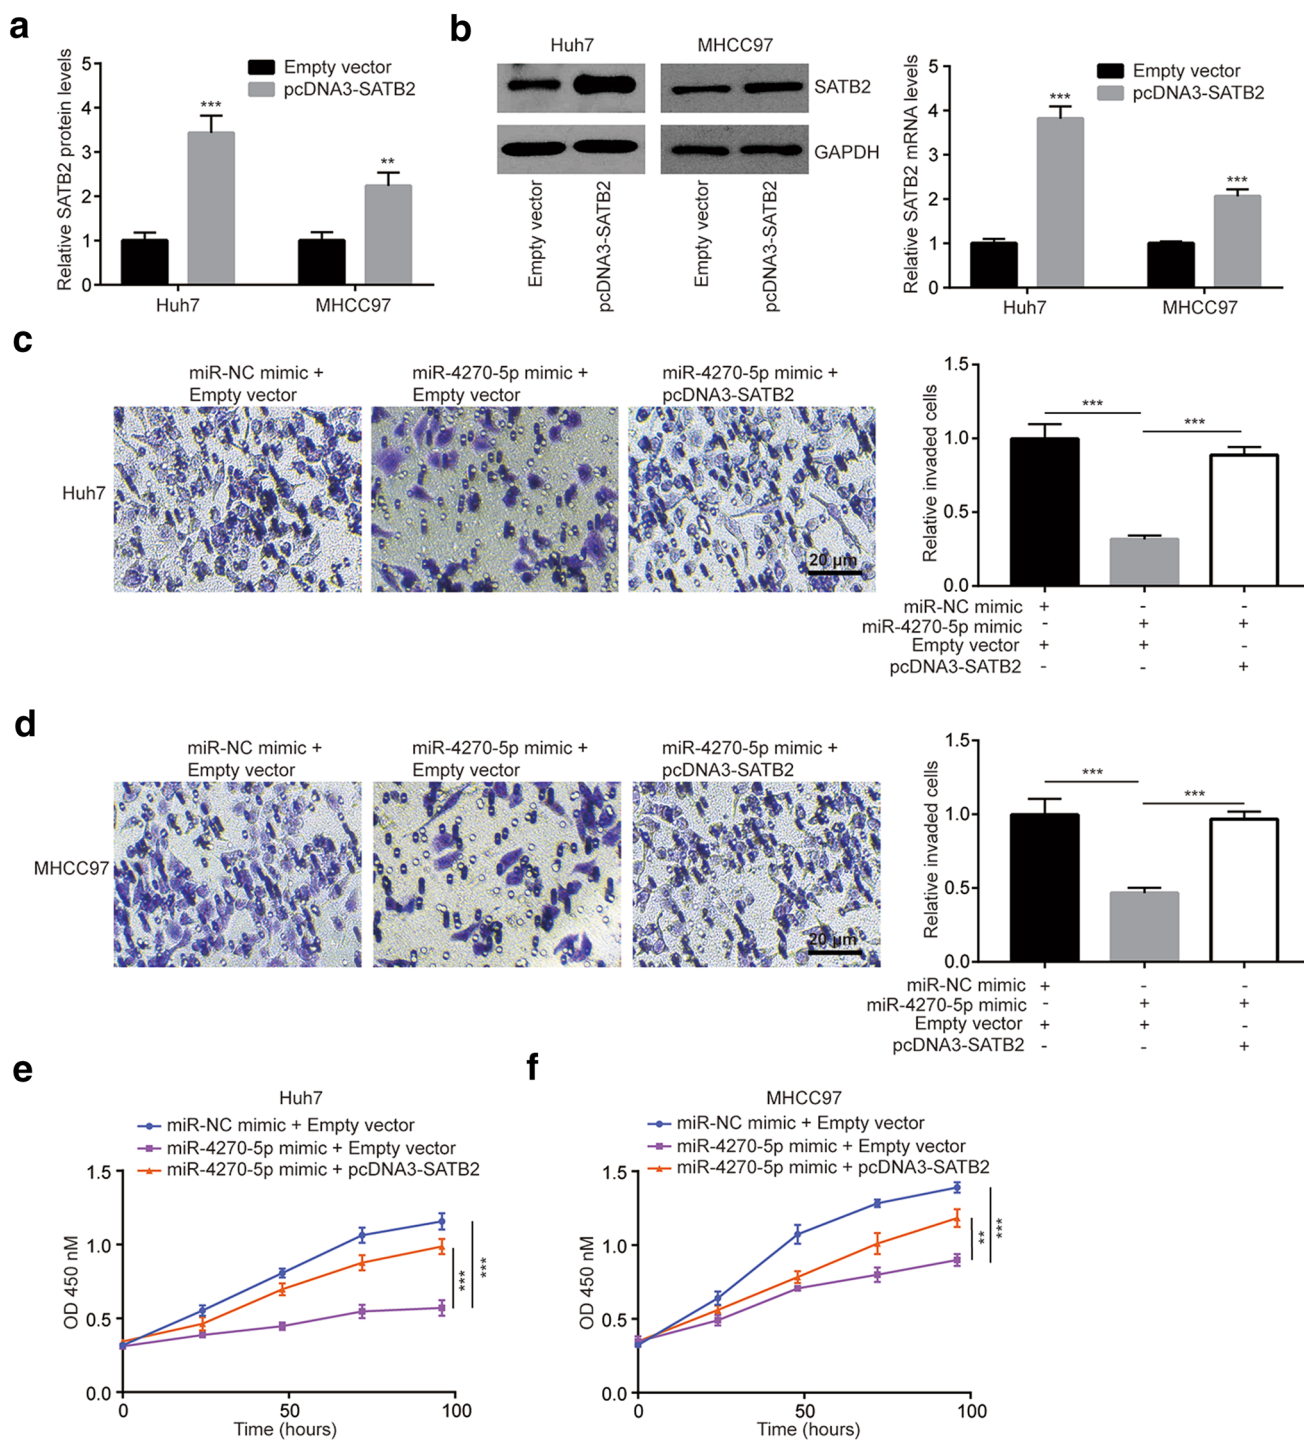 a
Relative SATB2 protein levels
5
4
3
2
1
0
Empty vector
pcDNA3-SATB2
***
**
Huh7
MHCC97
b
Huh7
MHCC97
SATB2
GAPDH
Empty vector
pcDNA3-SATB2
Empty vector
pcDNA3-SATB2
Relative SATB2 mRNA levels
5
4
3
2
1
0
Empty vector
pcDNA3-SATB2
***
***
Huh7
MHCC97
c
miR-NC mimic +
Empty vector
miR-4270-5p mimic +
Empty vector
miR-4270-5p mimic +
pcDNA3-SATB2
Huh7
20 μm
Relative invaded cells
1.5
1.0
0.5
0.0
***
***
miR-NC mimic + - -
miR-4270-5p mimic - + +
Empty vector + + -
pcDNA3-SATB2 - - +
d
miR-NC mimic +
Empty vector
miR-4270-5p mimic +
Empty vector
miR-4270-5p mimic +
pcDNA3-SATB2
MHCC97
20 μm
Relative invaded cells
1.5
1.0
0.5
0.0
***
***
miR-NC mimic + - -
miR-4270-5p mimic - + +
Empty vector + + -
pcDNA3-SATB2 - - +
e
Huh7
miR-NC mimic + Empty vector
miR-4270-5p mimic + Empty vector
miR-4270-5p mimic + pcDNA3-SATB2
OD 450 nM
1.5
1.0
0.5
0.0
***
***
0
50
100
Time (hours)
f
MHCC97
miR-NC mimic + Empty vector
miR-4270-5p mimic + Empty vector
miR-4270-5p mimic + pcDNA3-SATB2
OD 450 nM
1.5
1.0
0.5
0.0
**
***
0
50
100
Time (hours)